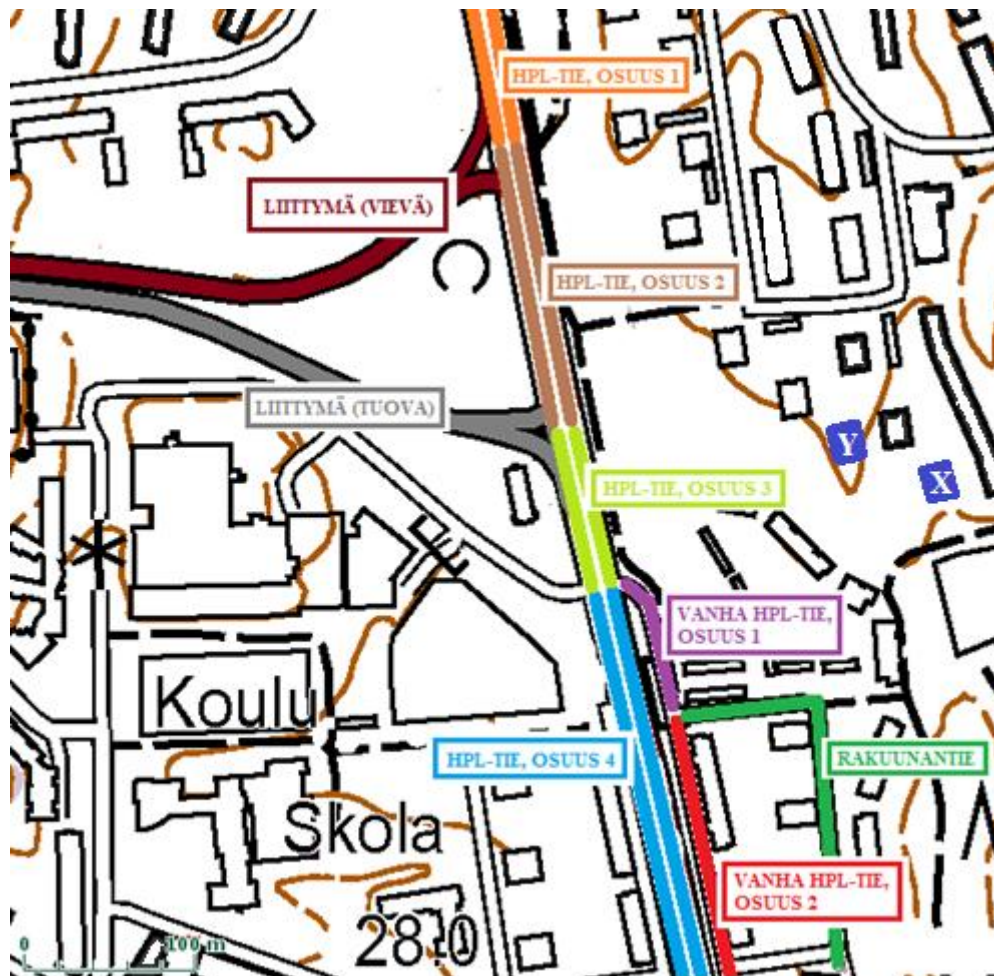 HPL-TIE, OSUUS 1
LIITTYMÄ (VIEVÄ)
HPL-TIE, OSUUS 2
LIITTYMÄ (TUOVA)
Y
X
HPL-TIE, OSUUS 3
VANHA HPL-TIE,
OSUUS 1
Koulu
HPL-TIE, OSUUS 4
RAKUUNANTIE
Skola
VANHA HPL-TIE,
OSUUS 2
28.0
0 100 m